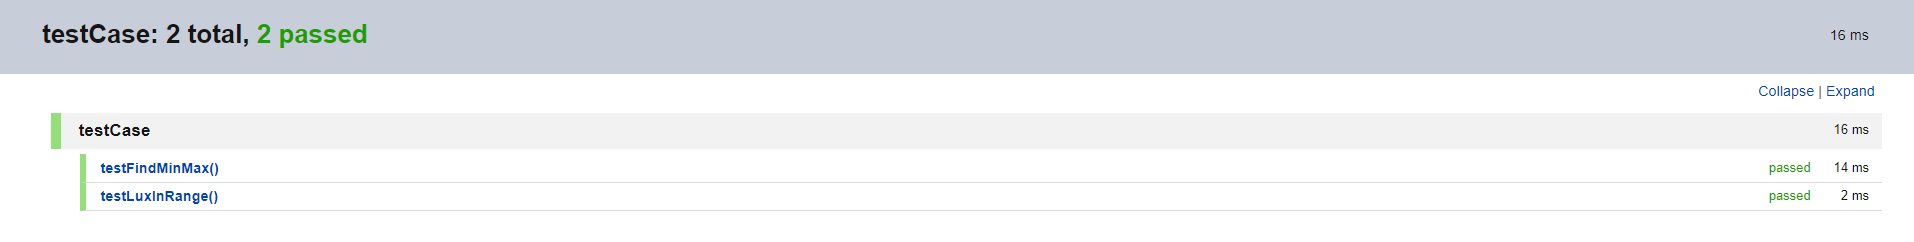 testCase: 2 total, 2 passed 16 ms
Collapse | Expand
testCase 16 ms
testFindMinMax() passed 14 ms
testLuxInRange() passed 2 ms